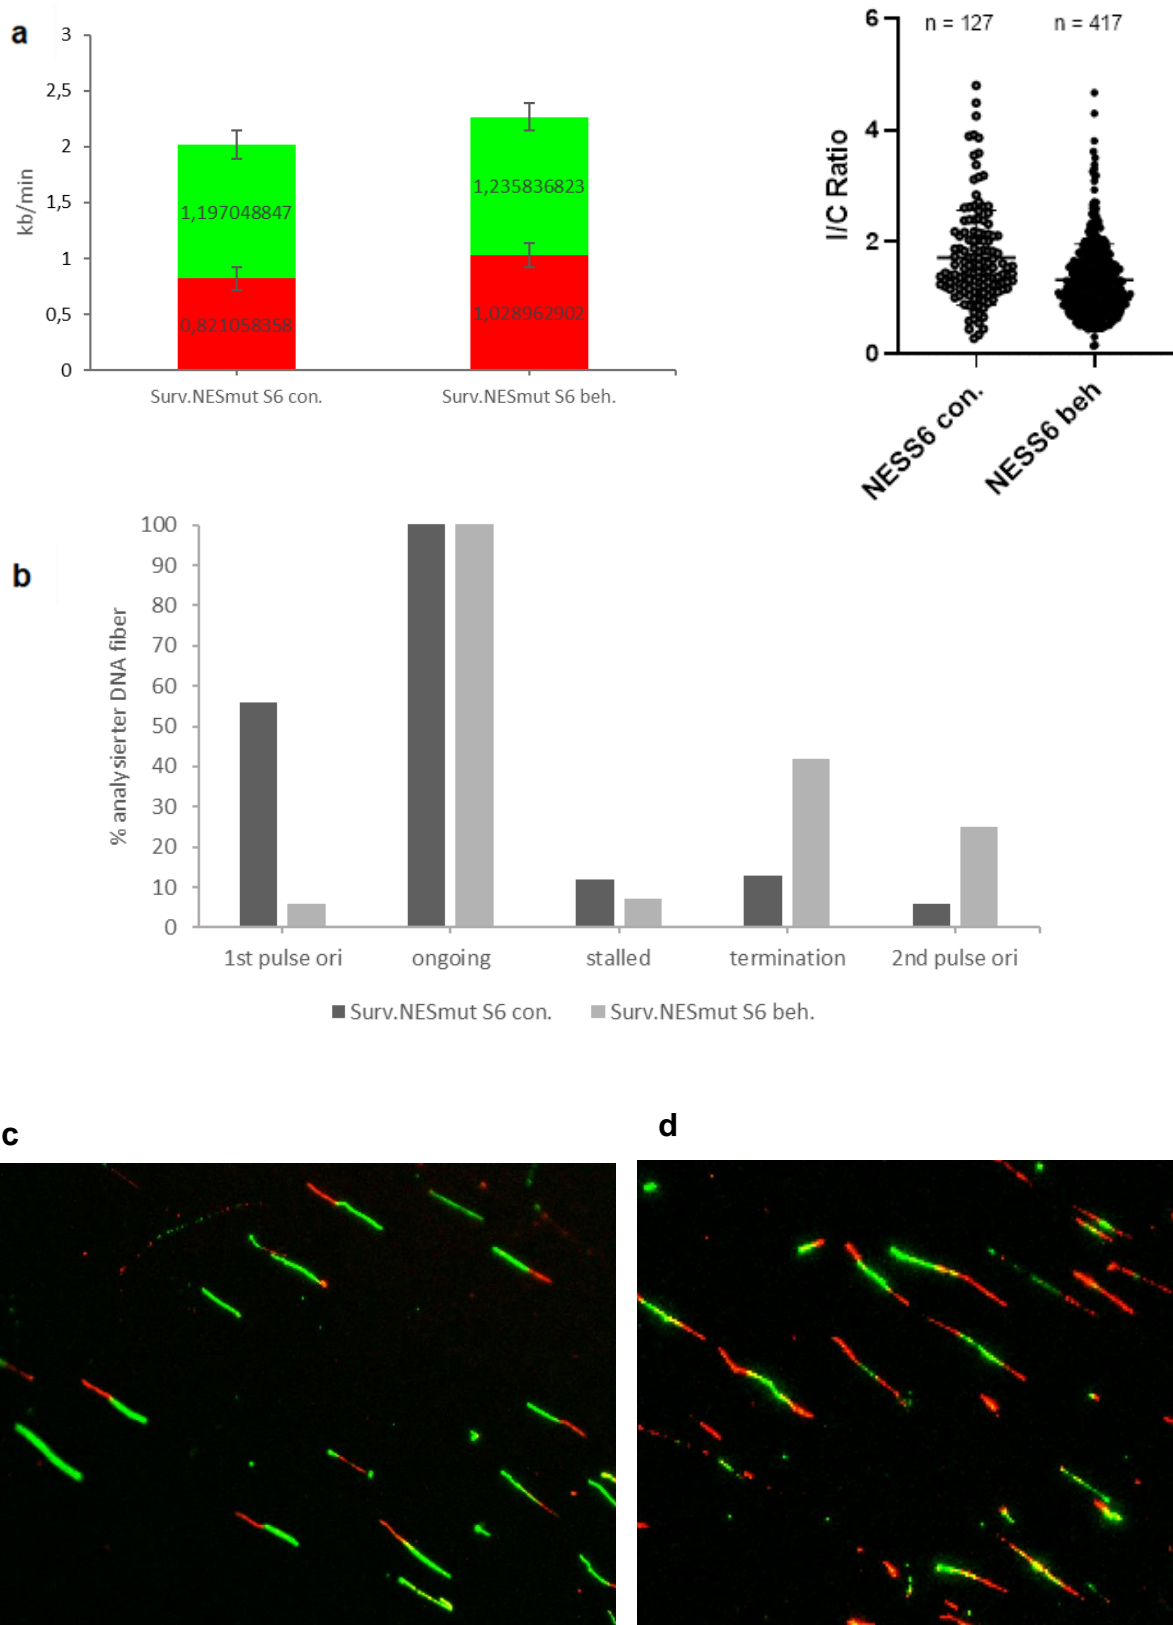 a
3
2,5
2
1,5
1
0,5
0
kb/min
1,197048847
0,821058358
1,235836823
1,028962902
Surv.NESmut S6 con.
Surv.NESmut S6 beh.
6
4
2
0
I/C Ratio
n = 127
n = 417
NESS6 con.
NESS6 beh
b
100
90
80
70
60
50
40
30
20
10
0
% analysierter DNA fiber
1st pulse ori
ongoing
stalled
termination
2nd pulse ori
Surv.NESmut S6 con.
Surv.NESmut S6 beh.
c
d